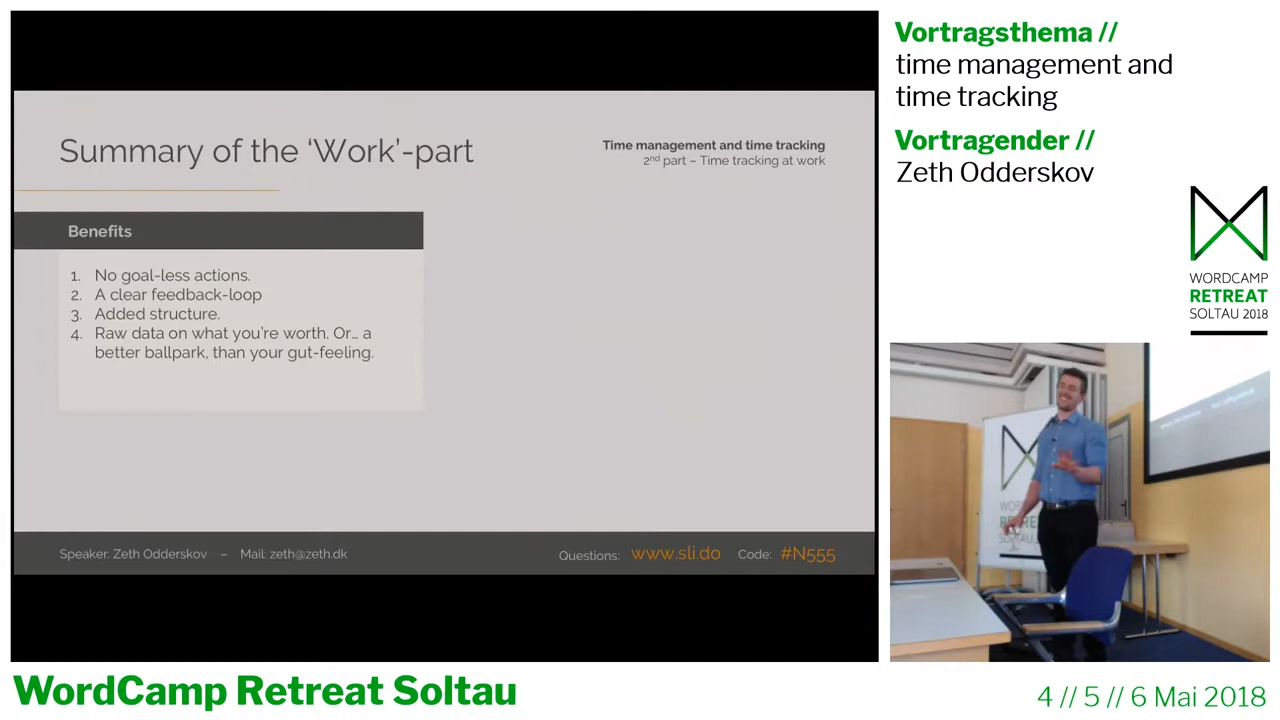 Summary of the ‘Work’-part
Time management and time tracking
2nd part – Time tracking at work
Benefits
1. No goal-less actions.
2. A clear feedback-loop
3. Added structure.
4. Raw data on what you’re worth. Or… a
better ballpark, than your gut-feeling.
Speaker: Zeth Odderskov – Mail: zeth@zeth.dk
Questions: www.sli.do Code: #N555
Vortragsthema //
time management and
time tracking
Vortragender //
Zeth Odderskov
WORDCAMP
RETREAT
SOLTAU 2018
WordCamp Retreat Soltau
4 // 5 // 6 Mai 2018